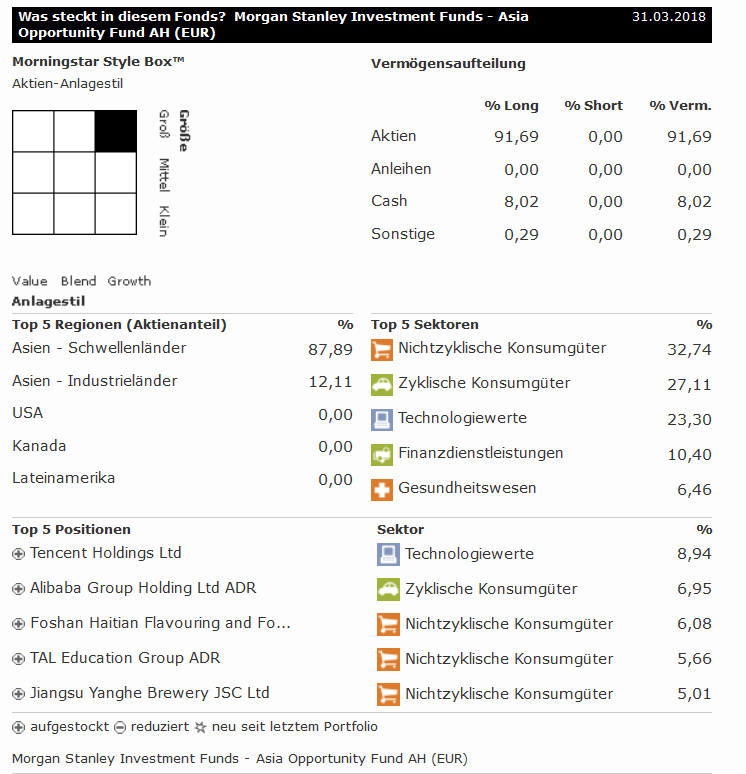 Was steckt in diesem Fonds?  Morgan Stanley Investment Funds - Asia 31.03.2018
Opportunity Fund AH (EUR)
Morningstar Style Box™
Aktien-Anlagestil
Größe
Groß Mittel Klein
Value Blend Growth
Anlagestil
Vermögensaufteilung
% Long % Short % Verm.
Aktien 91,69 0,00 91,69
Anleihen 0,00 0,00 0,00
Cash 8,02 0,00 8,02
Sonstige 0,29 0,00 0,29
Top 5 Regionen (Aktienanteil) %
Asien - Schwellenländer 87,89
Asien - Industrieländer 12,11
USA 0,00
Kanada 0,00
Lateinamerika 0,00
Top 5 Sektoren %
Nichtzyklische Konsumgüter 32,74
Zyklische Konsumgüter 27,11
Technologiewerte 23,30
Finanzdienstleistungen 10,40
Gesundheitswesen 6,46
Top 5 Positionen Sektor %
Tencent Holdings Ltd Technologiewerte 8,94
Alibaba Group Holding Ltd ADR Zyklische Konsumgüter 6,95
Foshan Haitian Flavouring and Fo... Nichtzyklische Konsumgüter 6,08
TAL Education Group ADR Nichtzyklische Konsumgüter 5,66
Jiangsu Yanghe Brewery JSC Ltd Nichtzyklische Konsumgüter 5,01
aufgestockt reduziert neu seit letztem Portfolio
Morgan Stanley Investment Funds - Asia Opportunity Fund AH (EUR)